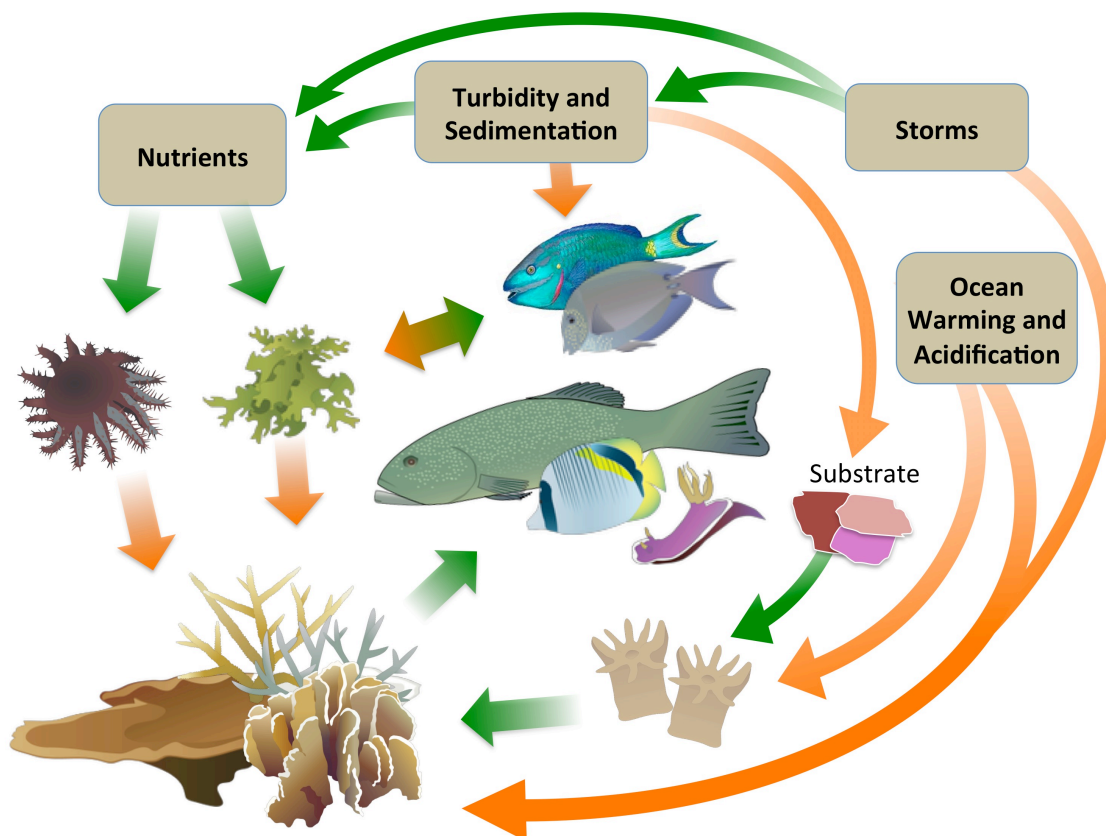 Nutrients
Turbidity and
Sedimentation
Storms
Ocean
Warming and
Acidification
Substrate